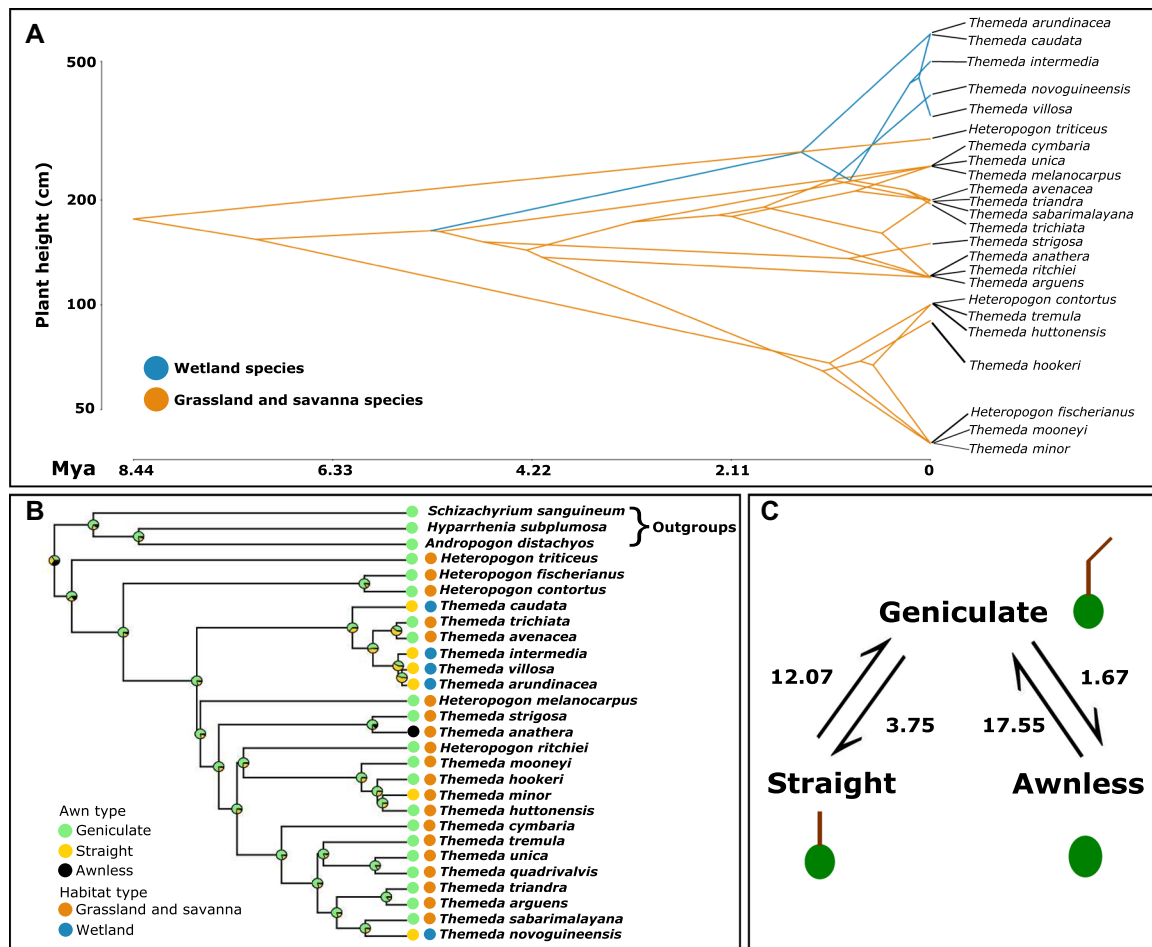 A
Plant height (cm)
500
200
100
50
Themeda arundinacea
Themeda caudata
Themeda intermedia
Themeda novoguineensis
Themeda villosa
Heteropogon triticeus
Themeda cymbaria
Themeda unica
Themeda melanocarpus
Themeda avenacea
Themeda triandra
Themeda sabarimalayana
Themeda trichiata
Themeda strigosa
Themeda anathera
Themeda ritchiei
Themeda arguens
Heteropogon contortus
Themeda tremula
Themeda huttonensis
Themeda hookeri
Heteropogon fischerianus
Themeda mooneyi
Themeda minor
Wetland species
Grassland and savanna species
Mya
8.44 6.33 4.22 2.11 0
B
Schizachyrium sanguineum
Hyparrhenia subplumosa
Andropogon distachyos
Outgroups
Heteropogon triticeus
Heteropogon fischerianus
Heteropogon contortus
Themeda caudata
Themeda trichiata
Themeda avenacea
Themeda intermedia
Themeda villosa
Themeda arundinacea
Heteropogon melanocarpus
Themeda strigosa
Themeda anathera
Heteropogon ritchiei
Themeda mooneyi
Themeda hookeri
Themeda minor
Themeda huttonensis
Themeda cymbaria
Themeda tremula
Themeda unica
Themeda quadrivalvis
Themeda triandra
Themeda arguens
Themeda sabarimalayana
Themeda novoguineensis
Awn type
Geniculate
Straight
Awnless
Habitat type
Grassland and savanna
Wetland
C
Geniculate
12.07
3.75
17.55
1.67
Straight
Awnless